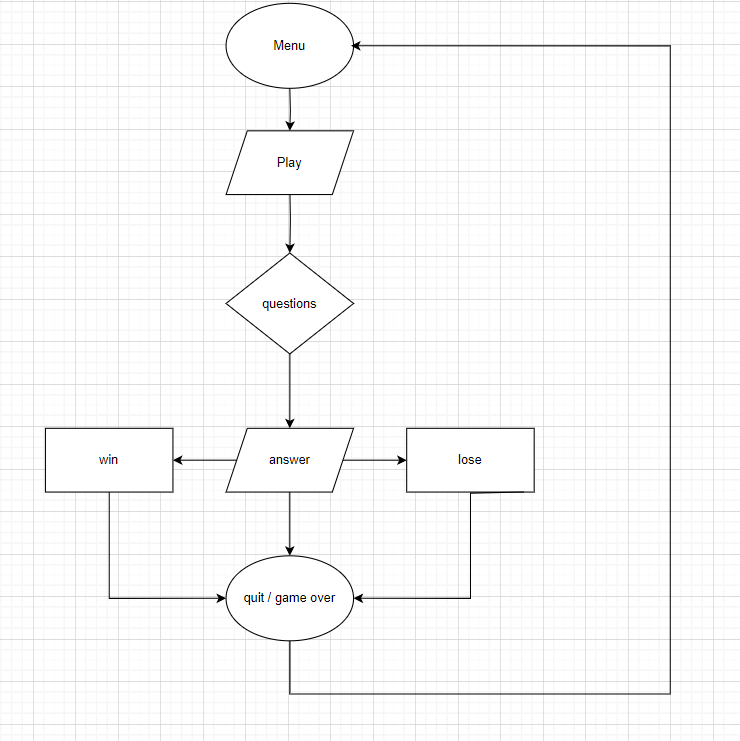 Menu
Play
questions
win
answer
lose
quit / game over